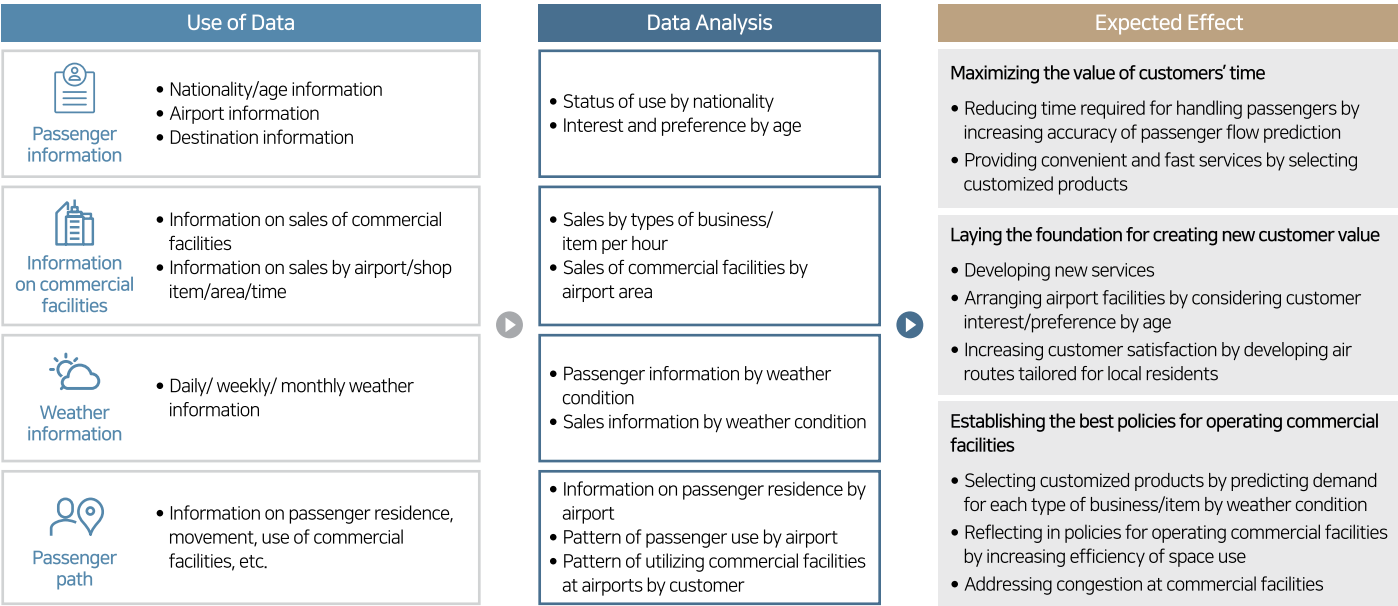 Use of Data
Passenger
information
• Nationality/age information
• Airport information
• Destination information
Information
on commercial
facilities
• Information on sales of commercial
facilities
• Information on sales by airport/shop
item/area/time
Weather
information
• Daily/ weekly/ monthly weather
information
Passenger
path
• Information on passenger residence,
movement, use of commercial
facilities, etc.
Data Analysis
• Status of use by nationality
• Interest and preference by age
• Sales by types of business/
item per hour
• Sales of commercial facilities by
airport area
• Passenger information by weather
condition
• Sales information by weather condition
• Information on passenger residence by
airport
• Pattern of passenger use by airport
• Pattern of utilizing commercial facilities
at airports by customer
Expected Effect
Maximizing the value of customers’ time
• Reducing time required for handling passengers by
increasing accuracy of passenger flow prediction
• Providing convenient and fast services by selecting
customized products
Laying the foundation for creating new customer value
• Developing new services
• Arranging airport facilities by considering customer
interest/preference by age
• Increasing customer satisfaction by developing air
routes tailored for local residents
Establishing the best policies for operating commercial
facilities
• Selecting customized products by predicting demand
for each type of business/item by weather condition
• Reflecting in policies for operating commercial facilities
by increasing efficiency of space use
• Addressing congestion at commercial facilities